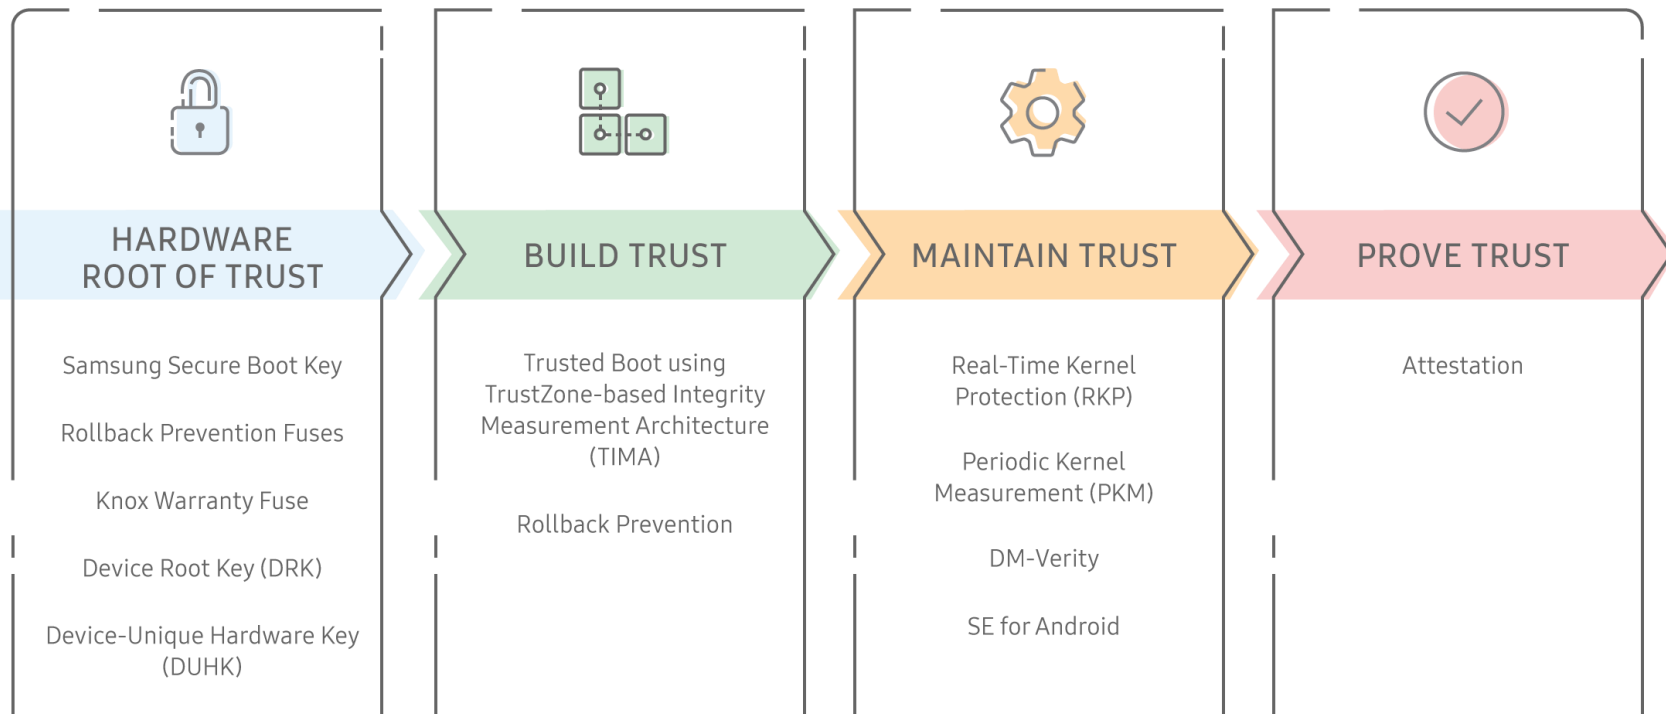 HARDWARE
ROOT OF TRUST
Samsung Secure Boot Key
Rollback Prevention Fuses
Knox Warranty Fuse
Device Root Key (DRK)
Device-Unique Hardware Key
(DUHK)
BUILD TRUST
Trusted Boot using
TrustZone-based Integrity
Measurement Architecture
(TIMA)
Rollback Prevention
MAINTAIN TRUST
Real-Time Kernel
Protection (RKP)
Periodic Kernel
Measurement (PKM)
DM-Verity
SE for Android
PROVE TRUST
Attestation